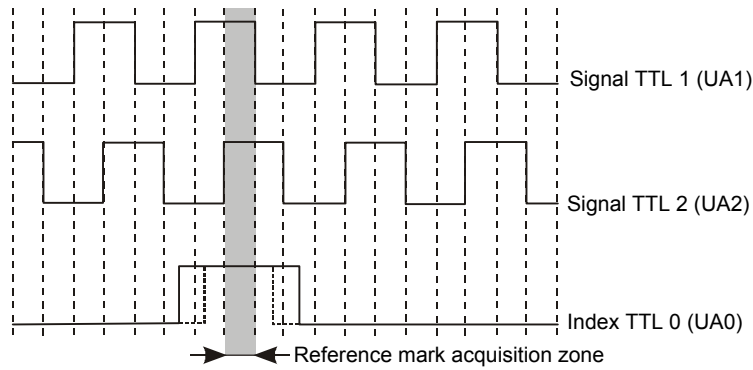 Signal TTL 1 (UA1)
Signal TTL 2 (UA2)
Index TTL 0 (UA0)
Reference mark acquisition zone